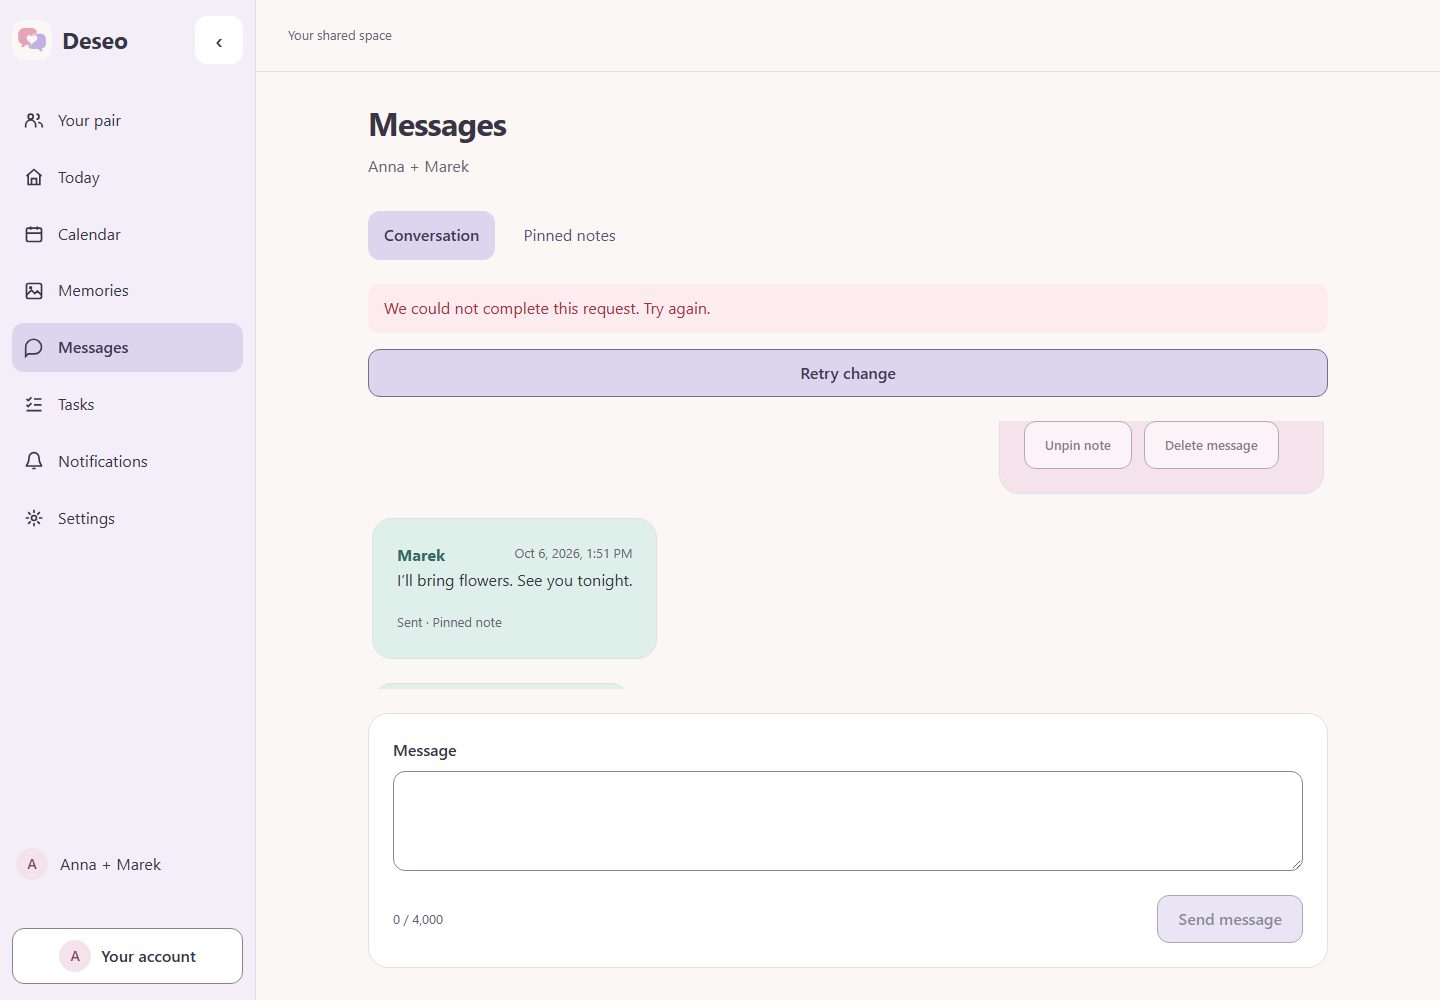 Deseo
‹
Your pair
Today
Calendar
Memories
Messages
Tasks
Notifications
Settings
A Anna + Marek
A Your account
Your shared space
Messages
Anna + Marek
Conversation Pinned notes
We could not complete this request. Try again.
Retry change
Unpin note Delete message
Marek Oct 6, 2026, 1:51 PM
I’ll bring flowers. See you tonight.
Sent · Pinned note
Message
0 / 4,000 Send message